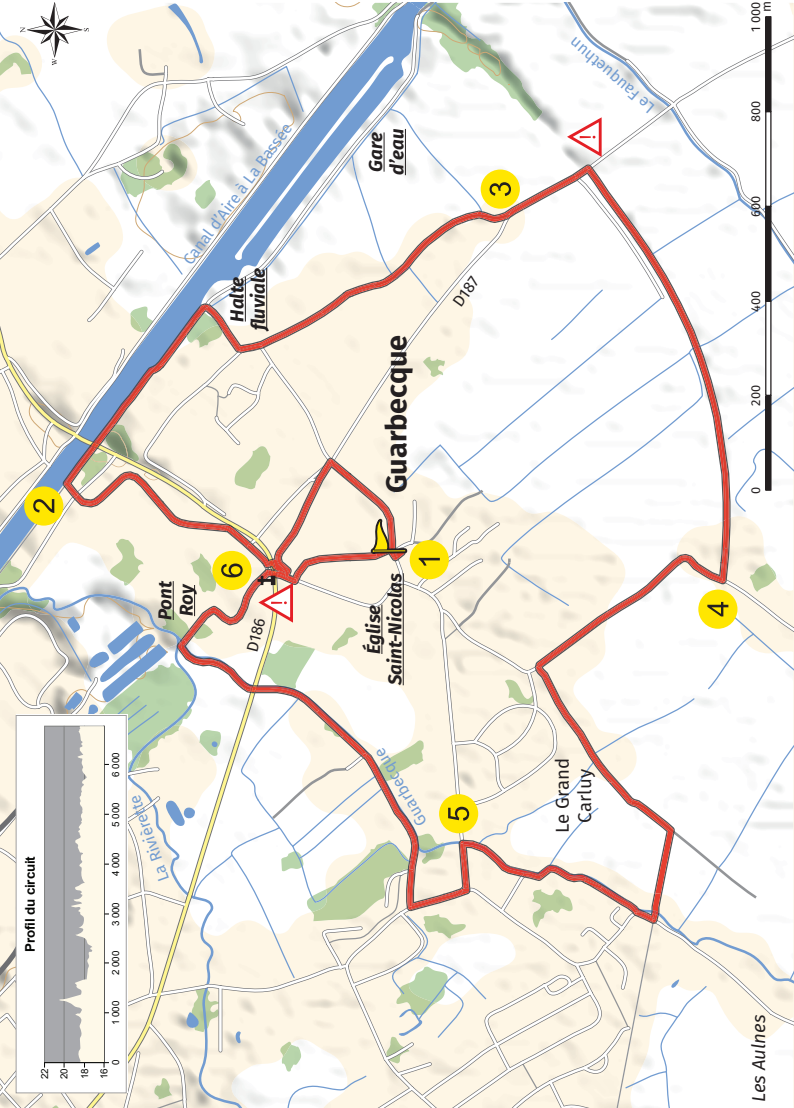 N
S
W
Canal d'Aire à La Bassée
Le Fauquethun
Gare
d'eau
Halte
fluviale
D187
Guarbecque
2
3
1
6
4
5
Pont
Roy
D186
Église
Saint-Nicolas
Guarbecque
Le Grand
Carluy
La Rivièrette
Les Aulnes
!
!
0
200
400
600
800
1 000
m
Profil du circuit
22
20
18
16
0
1 000
2 000
3 000
4 000
5 000
6 000